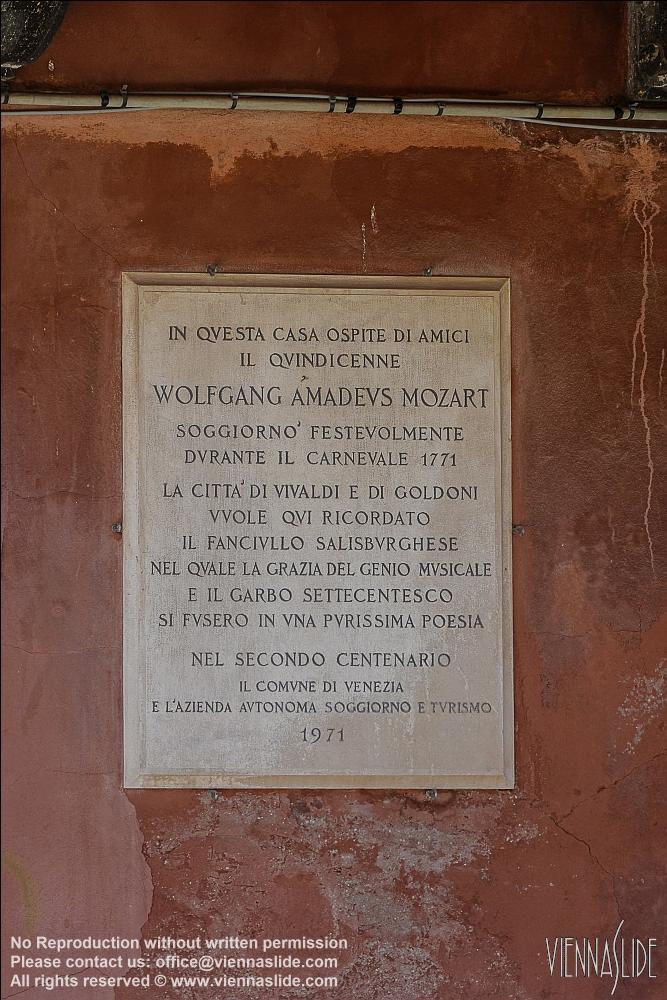 IN QVESTA CASA OSPITE DI AMICI
IL QVINDICENNE
WOLFGANG AMADEVS MOZART
SOGGIORNO' FESTEVOLMENTE
DVRANTE IL CARNEVALE 1771
LA CITTA' DI VIVALDI E DI GOLDONI
VVOLE QVI RICORDATO
IL FANCIVLLO SALISBVRGHESE
NEL QVALE LA GRAZIA DEL GENIO MVSICALE
E IL GARBO SETTECENTESCO
SI FVSERO IN VNA PVRISSIMA POESIA
NEL SECONDO CENTENARIO
IL COMVNE DI VENEZIA
E L'AZIENDA AVTONOMA SOGGIORNO E TVRISMO
1971
No Reproduction without written permission
Please contact us: office@viennaslide.com
All rights reserved © www.viennaslide.com
VIENNASLIDE